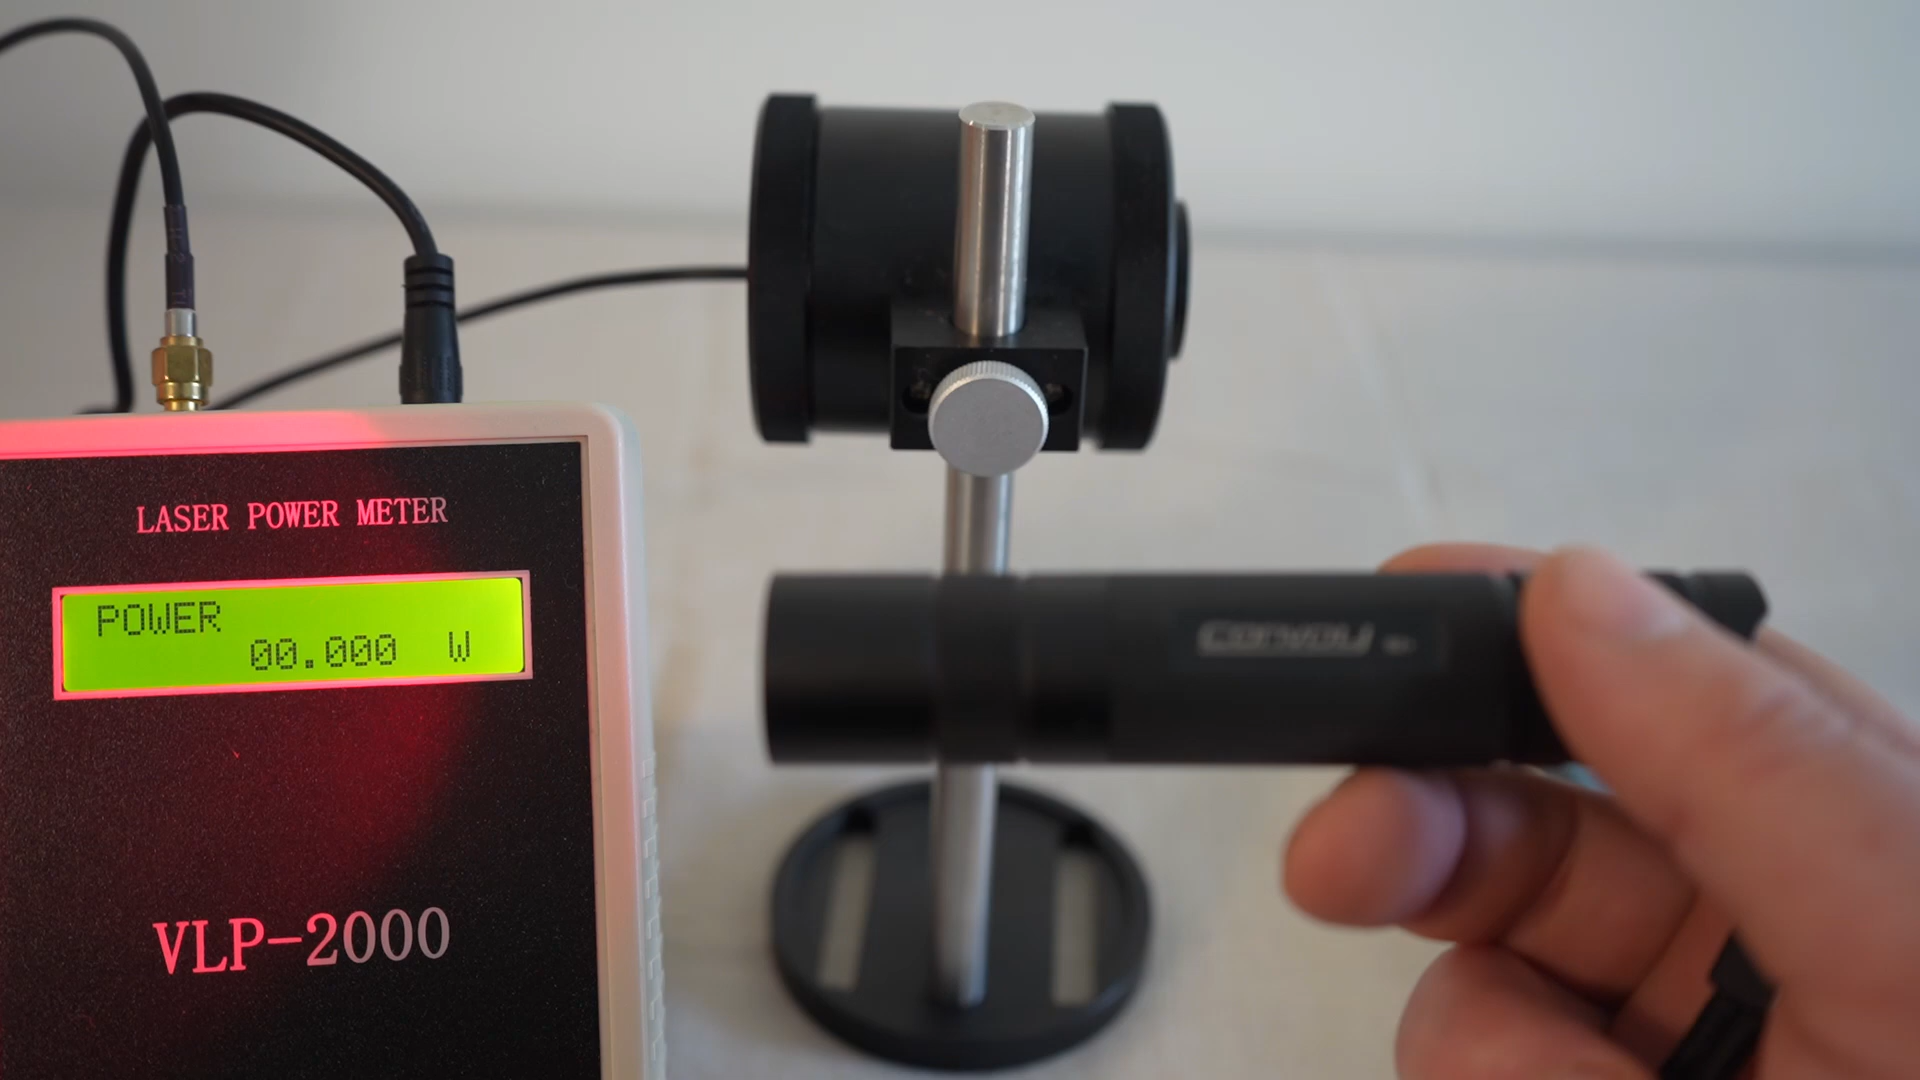 LASER POWER METER
POWER
00.000 W
VLP-2000
convoy